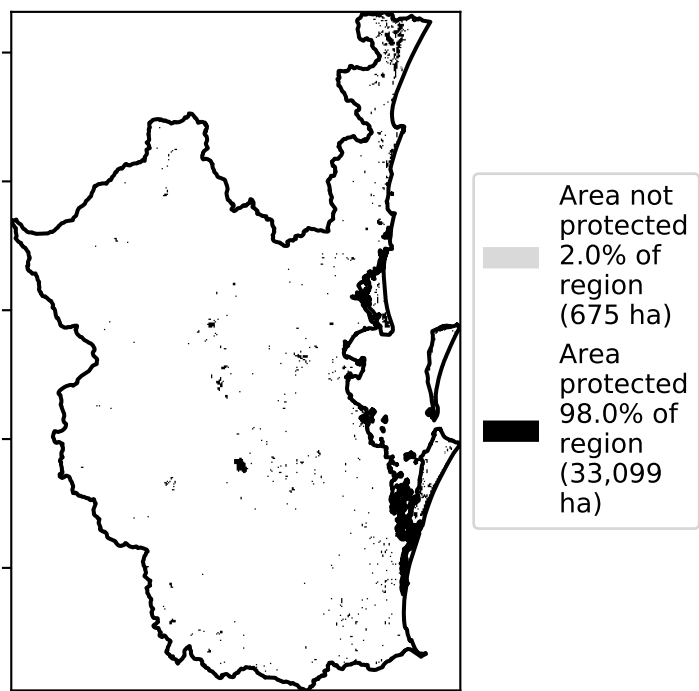 Area not
protected
2.0% of
region
(675 ha)
Area
protected
98.0% of
region
(33,099
ha)